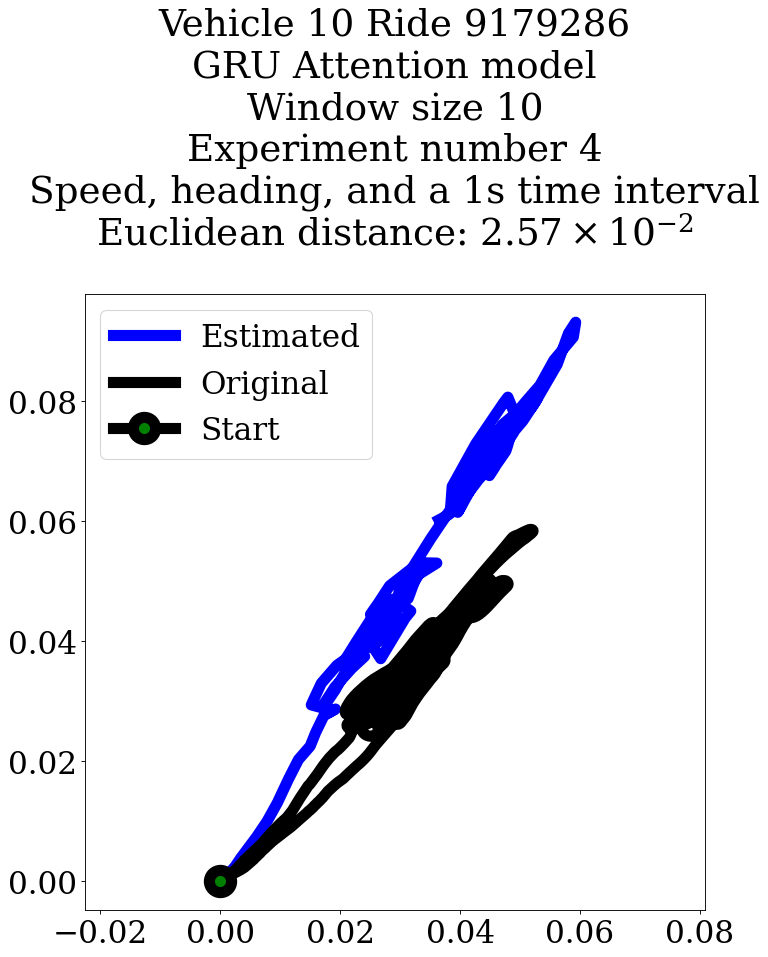 Vehicle 10 Ride 9179286
GRU Attention model
Window size 10
Experiment number 4
Speed, heading, and a 1s time interval
Euclidean distance: 2.57 × 10⁻²
Estimated
Original
Start
0.08
0.06
0.04
0.02
0.00
−0.02 0.00 0.02 0.04 0.06 0.08